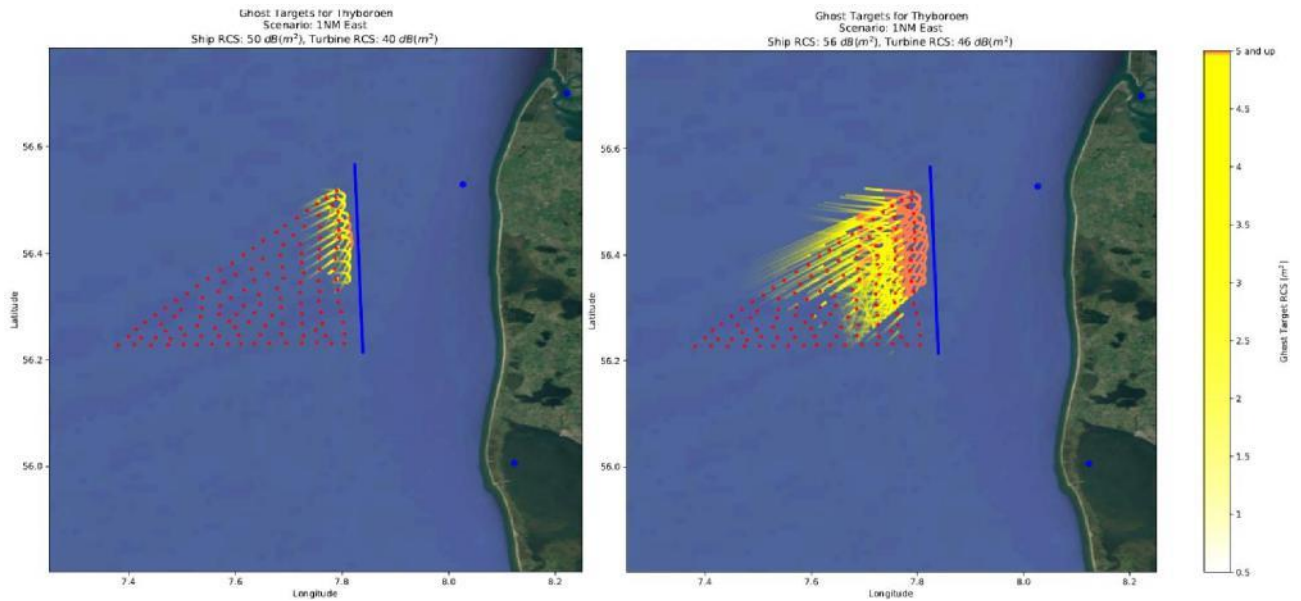 Ghost Targets for Thyboroen
Scenario: 1NM East
Ship RCS: 50 dB(m²), Turbine RCS: 40 dB(m²)
Latitude
56.6
56.4
56.2
56.0
7.4
7.6
7.8
8.0
8.2
Longitude
Ghost Targets for Thyboroen
Scenario: 1NM East
Ship RCS: 56 dB(m²), Turbine RCS: 46 dB(m²)
Latitude
56.6
56.4
56.2
56.0
7.4
7.6
7.8
8.0
8.2
Longitude
5 and up
4.5
4
3.5
3
2.5
2
1.5
1
0.5
Ghost Target RCS [m²]